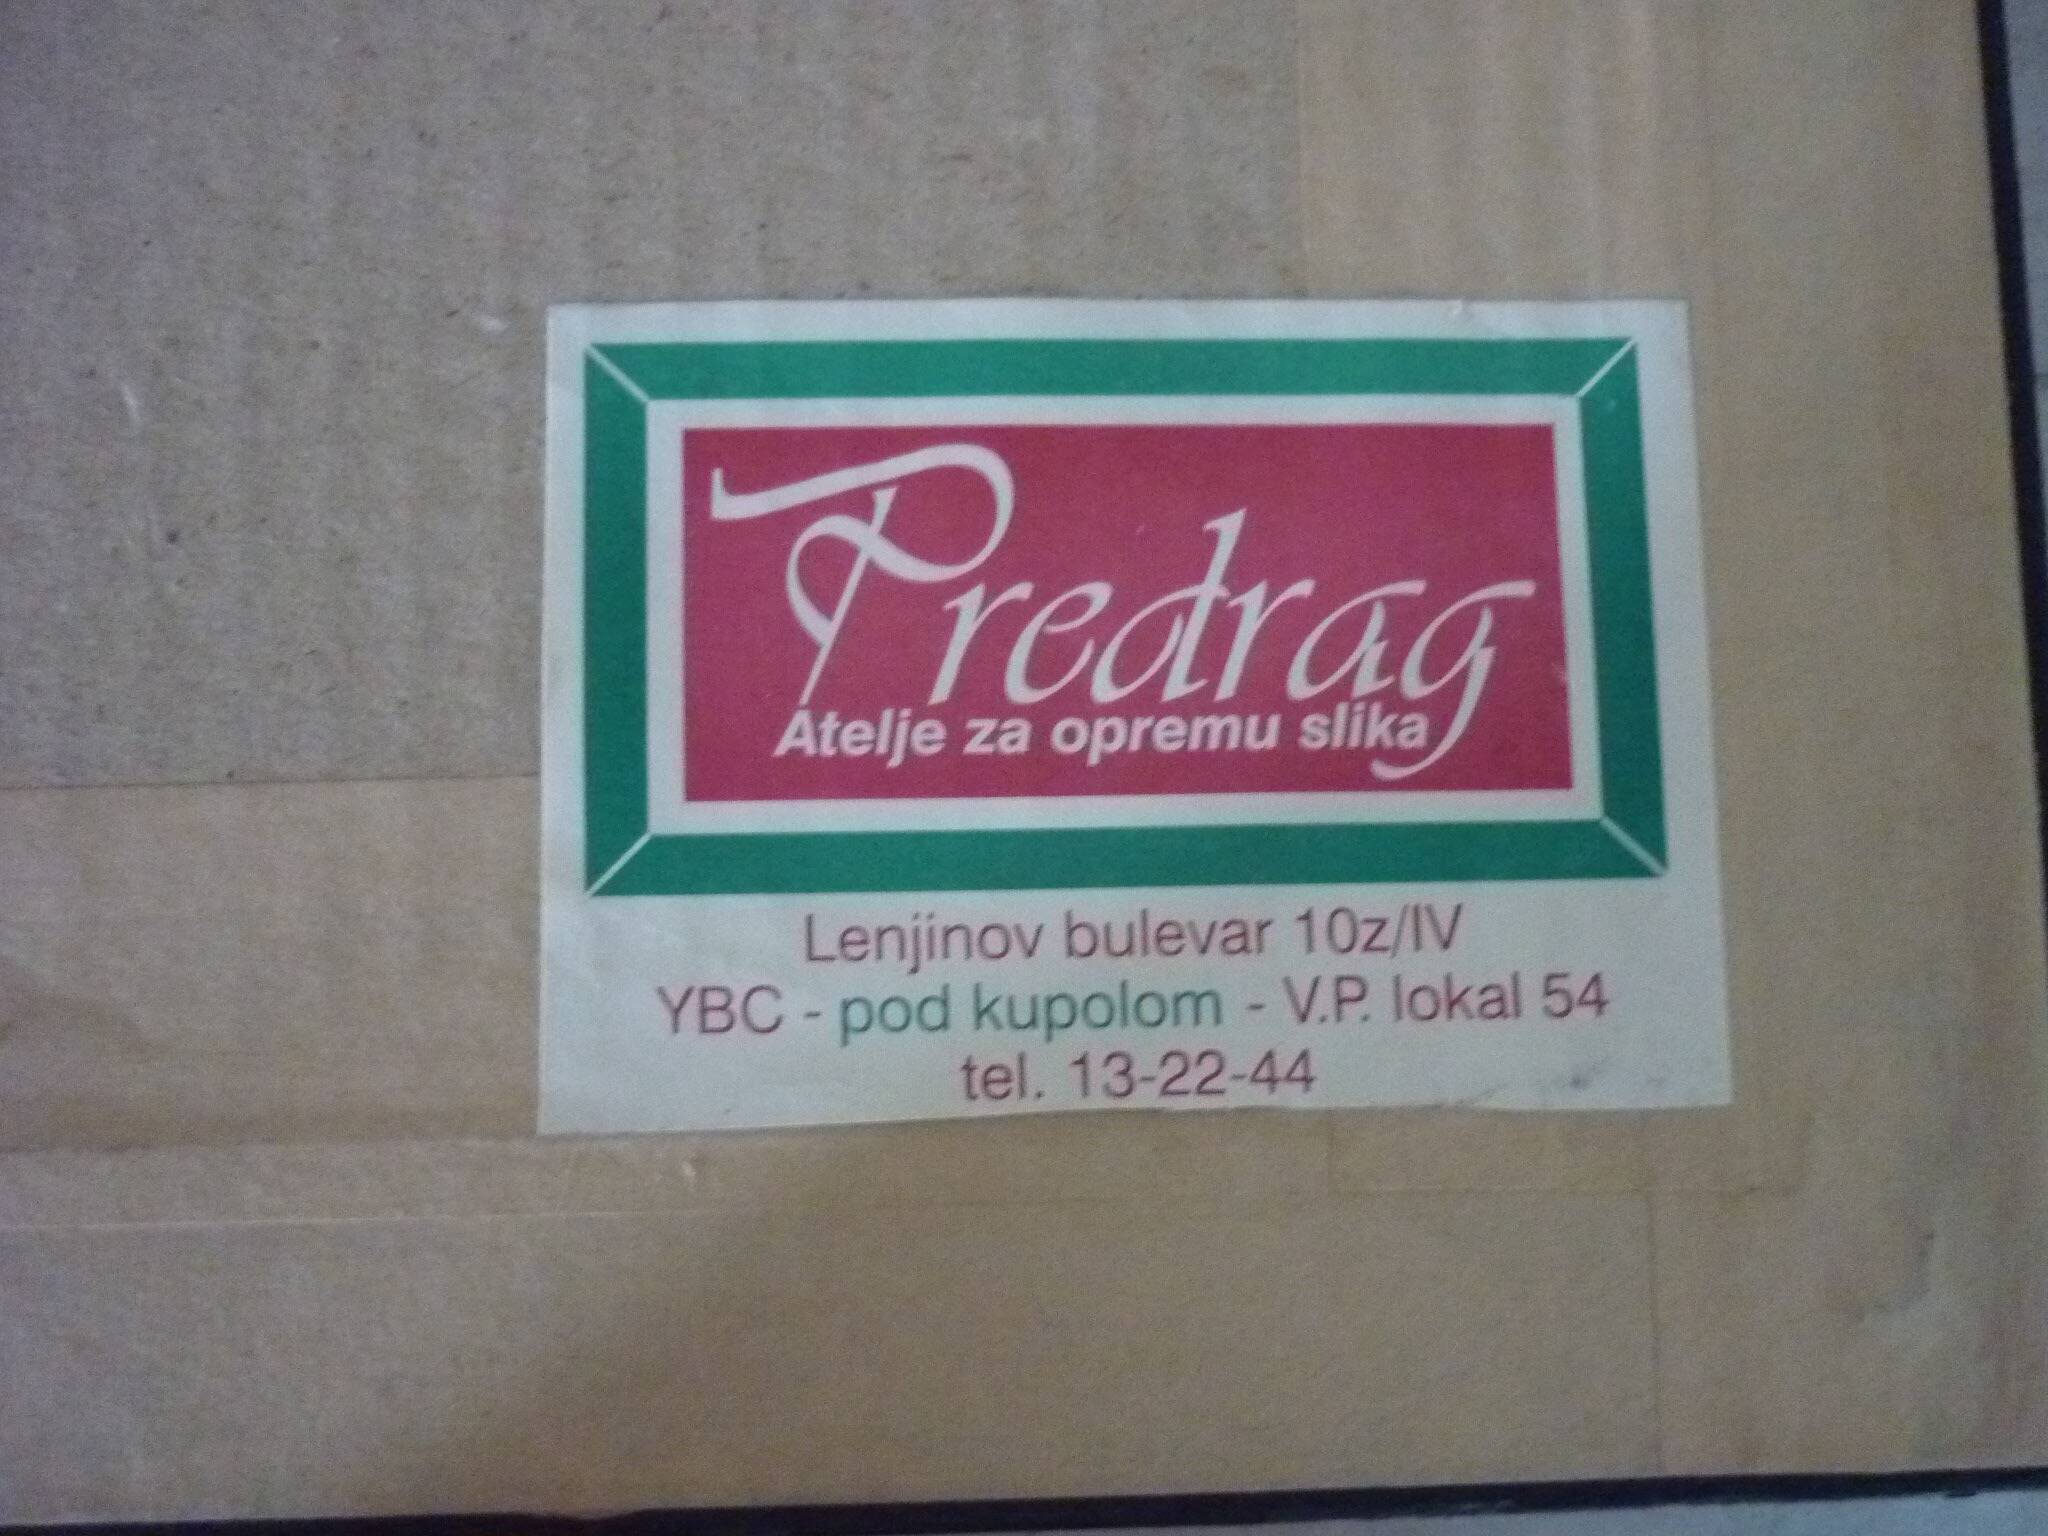 Predrag
Atelje za opremu slika
Lenjinov bulevar 10z/IV
YBC - pod kupolom - V.P. lokal 54
tel. 13-22-44